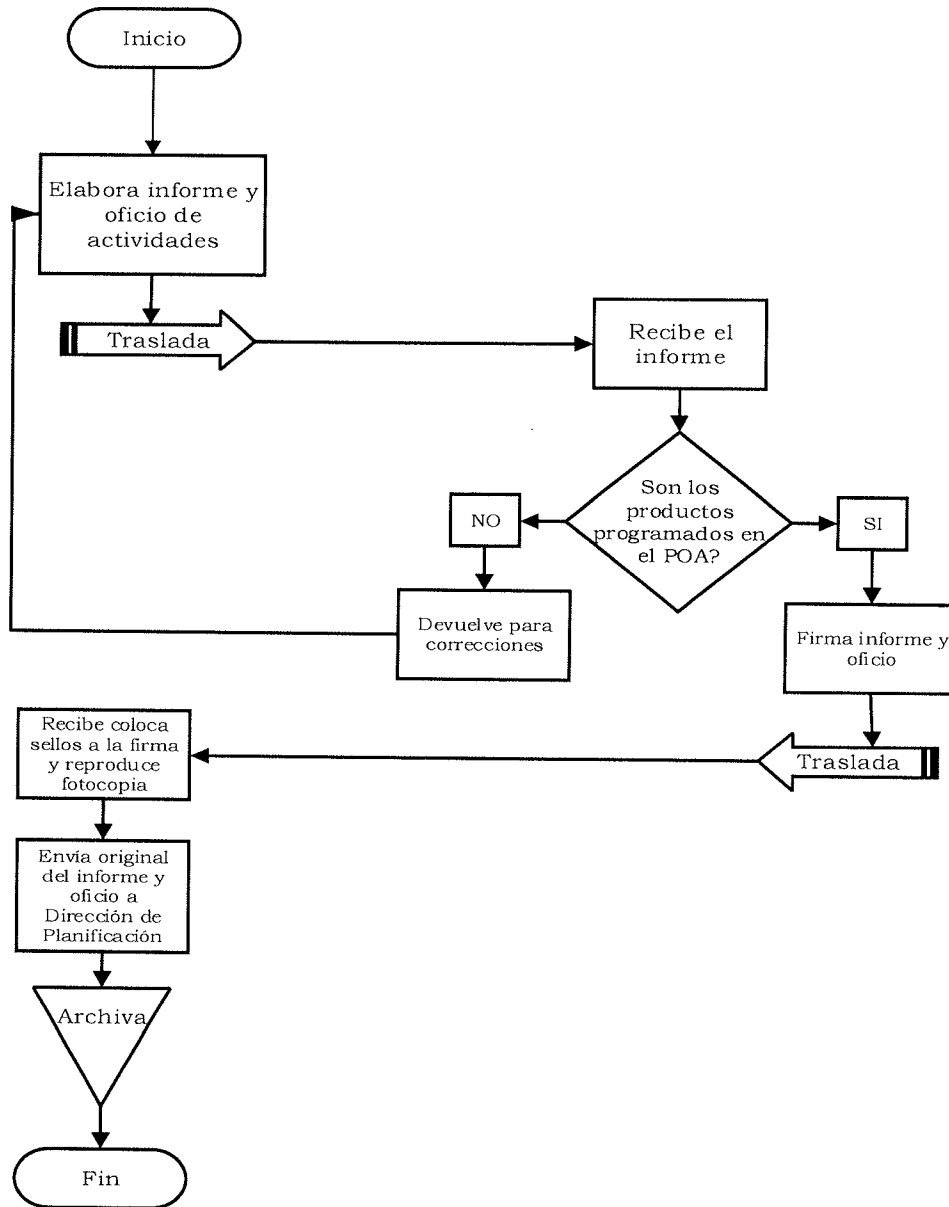 Inicio
Elabora informe y
oficio de
actividades
Traslada
Recibe el
informe
Son los
productos
programados en
el POA?
NO
SI
Devuelve para
correcciones
Firma informe y
oficio
Traslada
Recibe coloca
sellos a la firma
y reproduce
fotocopia
Envía original
del informe y
oficio a
Dirección de
Planificación
Archiva
Fin